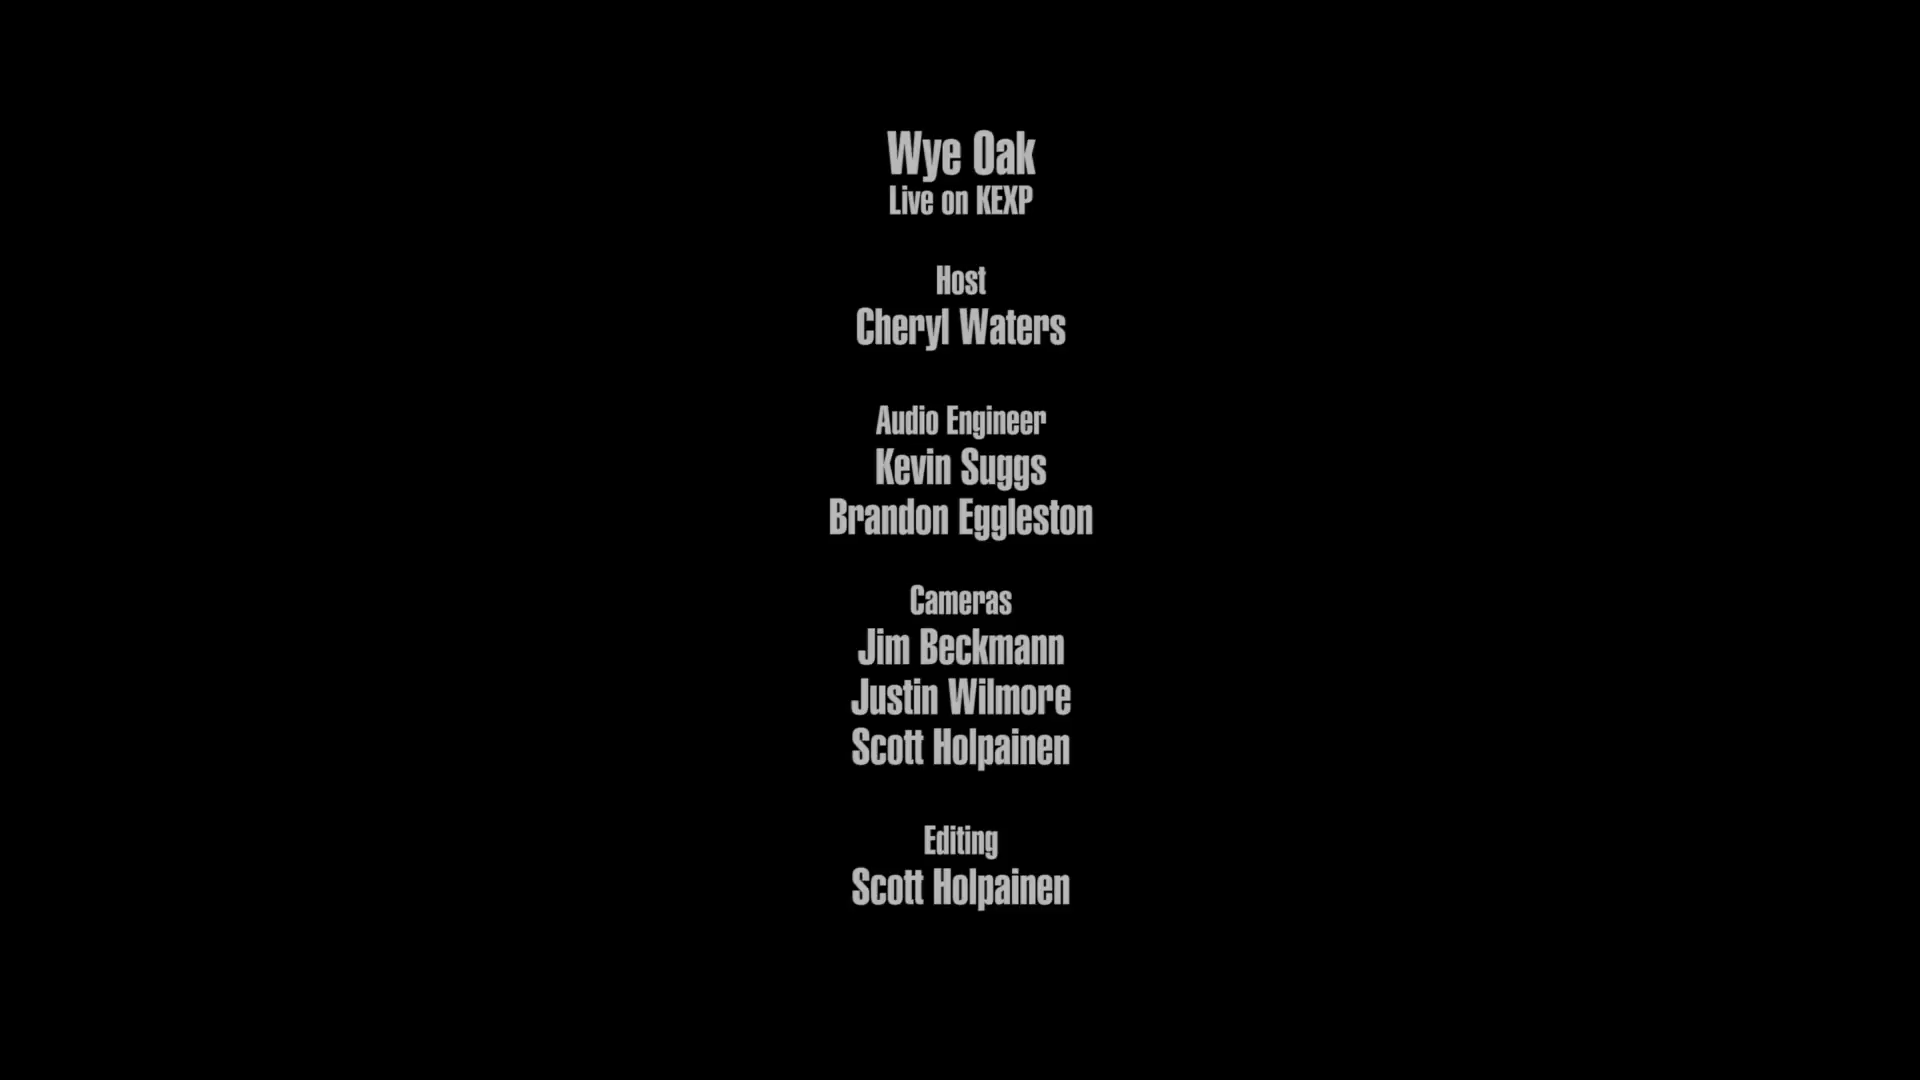 Wye Oak
Live on KEXP
Host
Cheryl Waters
Audio Engineer
Kevin Suggs
Brandon Eggleston
Cameras
Jim Beckmann
Justin Wilmore
Scott Holpainen
Editing
Scott Holpainen